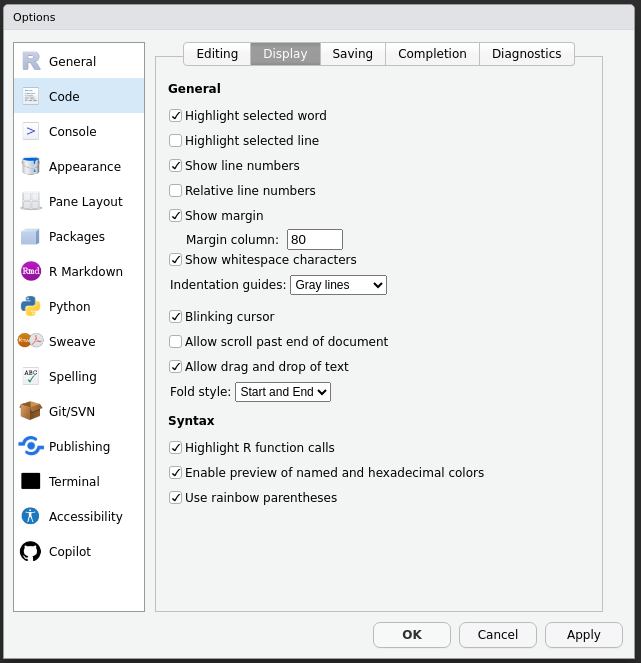 Options
General
Code
Console
Appearance
Pane Layout
Packages
Rmd R Markdown
Python
Sweave
ABC Spelling
Git/SVN
Publishing
Terminal
Accessibility
Copilot
Editing Display Saving Completion Diagnostics
General
Highlight selected word
Highlight selected line
Show line numbers
Relative line numbers
Show margin
Margin column: 80
Show whitespace characters
Indentation guides: Gray lines
Blinking cursor
Allow scroll past end of document
Allow drag and drop of text
Fold style: Start and End
Syntax
Highlight R function calls
Enable preview of named and hexadecimal colors
Use rainbow parentheses
OK Cancel Apply